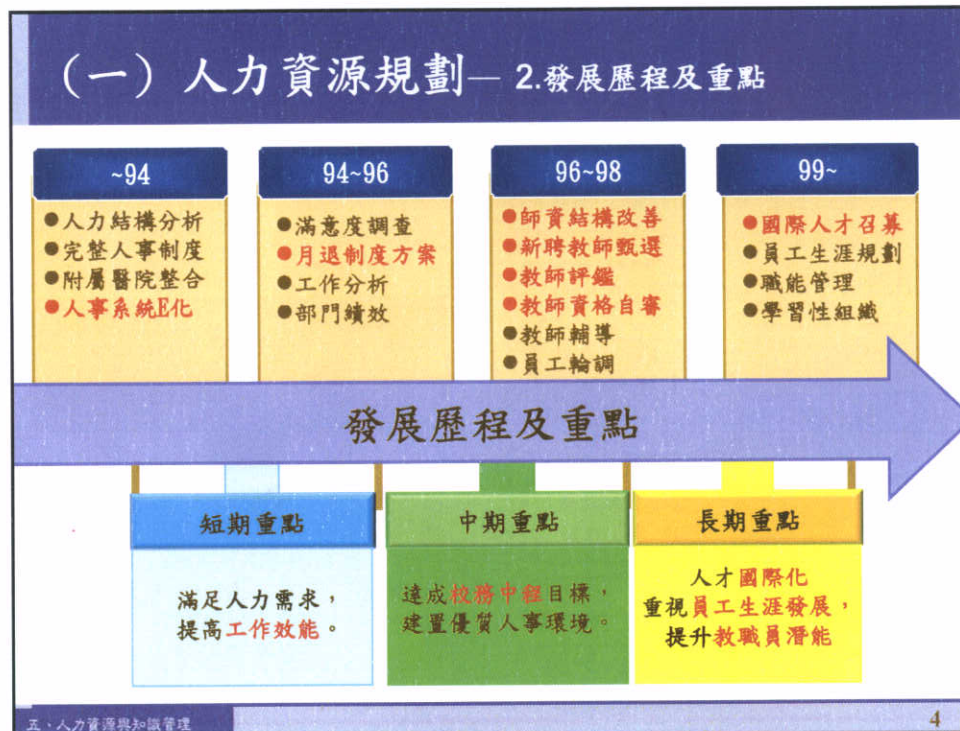 （一）人力資源規劃— 2.發展歷程及重點
~94
●人力結構分析
●完整人事制度
●附屬醫院整合
●人事系統E化
94~96
●滿意度調查
●月退制度方案
●工作分析
●部門績效
96~98
●師資結構改善
●新聘教師甄選
●教師評鑑
●教師資格自審
●教師輔導
●員工輪調
99~
●國際人才召募
●員工生涯規劃
●職能管理
●學習性組織
發展歷程及重點
短期重點
滿足人力需求，
提高工作效能。
中期重點
達成校務中程目標，
建置優質人事環境。
長期重點
人才國際化
重視員工生涯發展，
提升教職員潛能
五、人力資源與知識管理
4